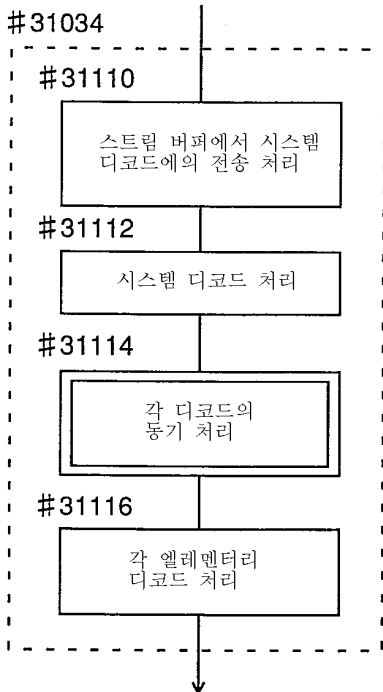 #31034
#31110
스트림 버퍼에서 시스템
디코드에의 전송 처리
#31112
시스템 디코드 처리
#31114
각 디코드의
동기 처리
#31116
각 엘레멘터리
디코드 처리